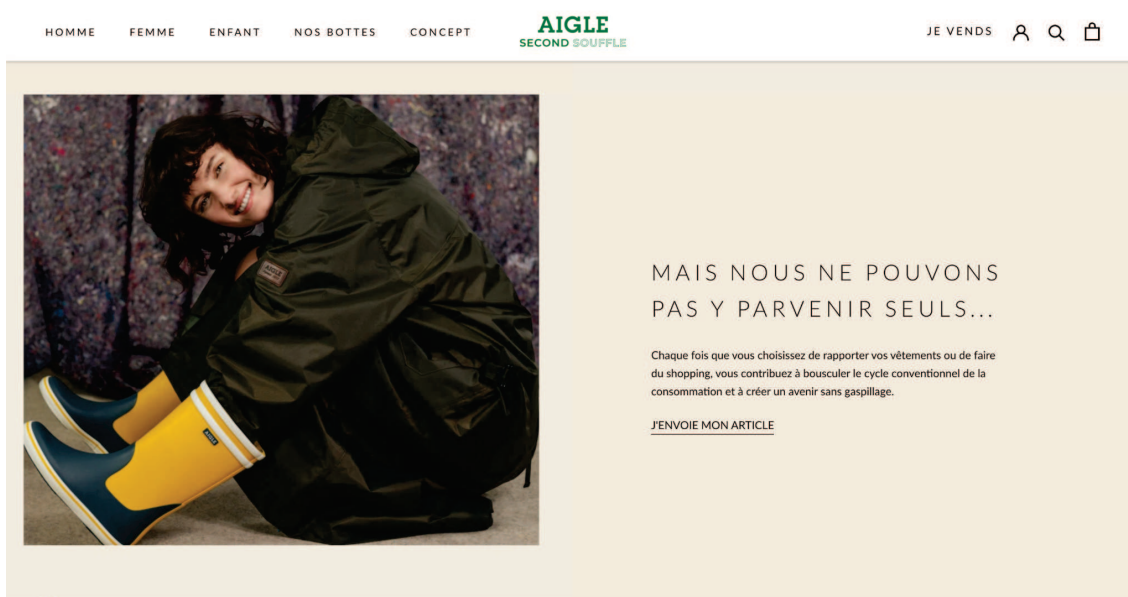 HOMME FEMME ENFANT NOS BOTTES CONCEPT
AIGLE
SECOND SOUFFLE
JE VENDS
AIGLE
AIGLE
MAIS NOUS NE POUVONS
PAS Y PARVENIR SEULS...
Chaque fois que vous choisissez de rapporter vos vêtements ou de faire
du shopping, vous contribuez à bousculer le cycle conventionnel de la
consommation et à créer un avenir sans gaspillage.
J'ENVOIE MON ARTICLE